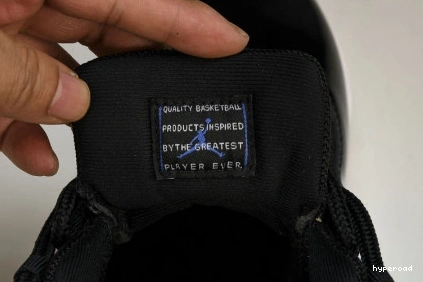 QUALITY BASKETBALL
PRODUCTS INSPIRED
BY THE GREATEST
PLAYER EVER
hyperoad